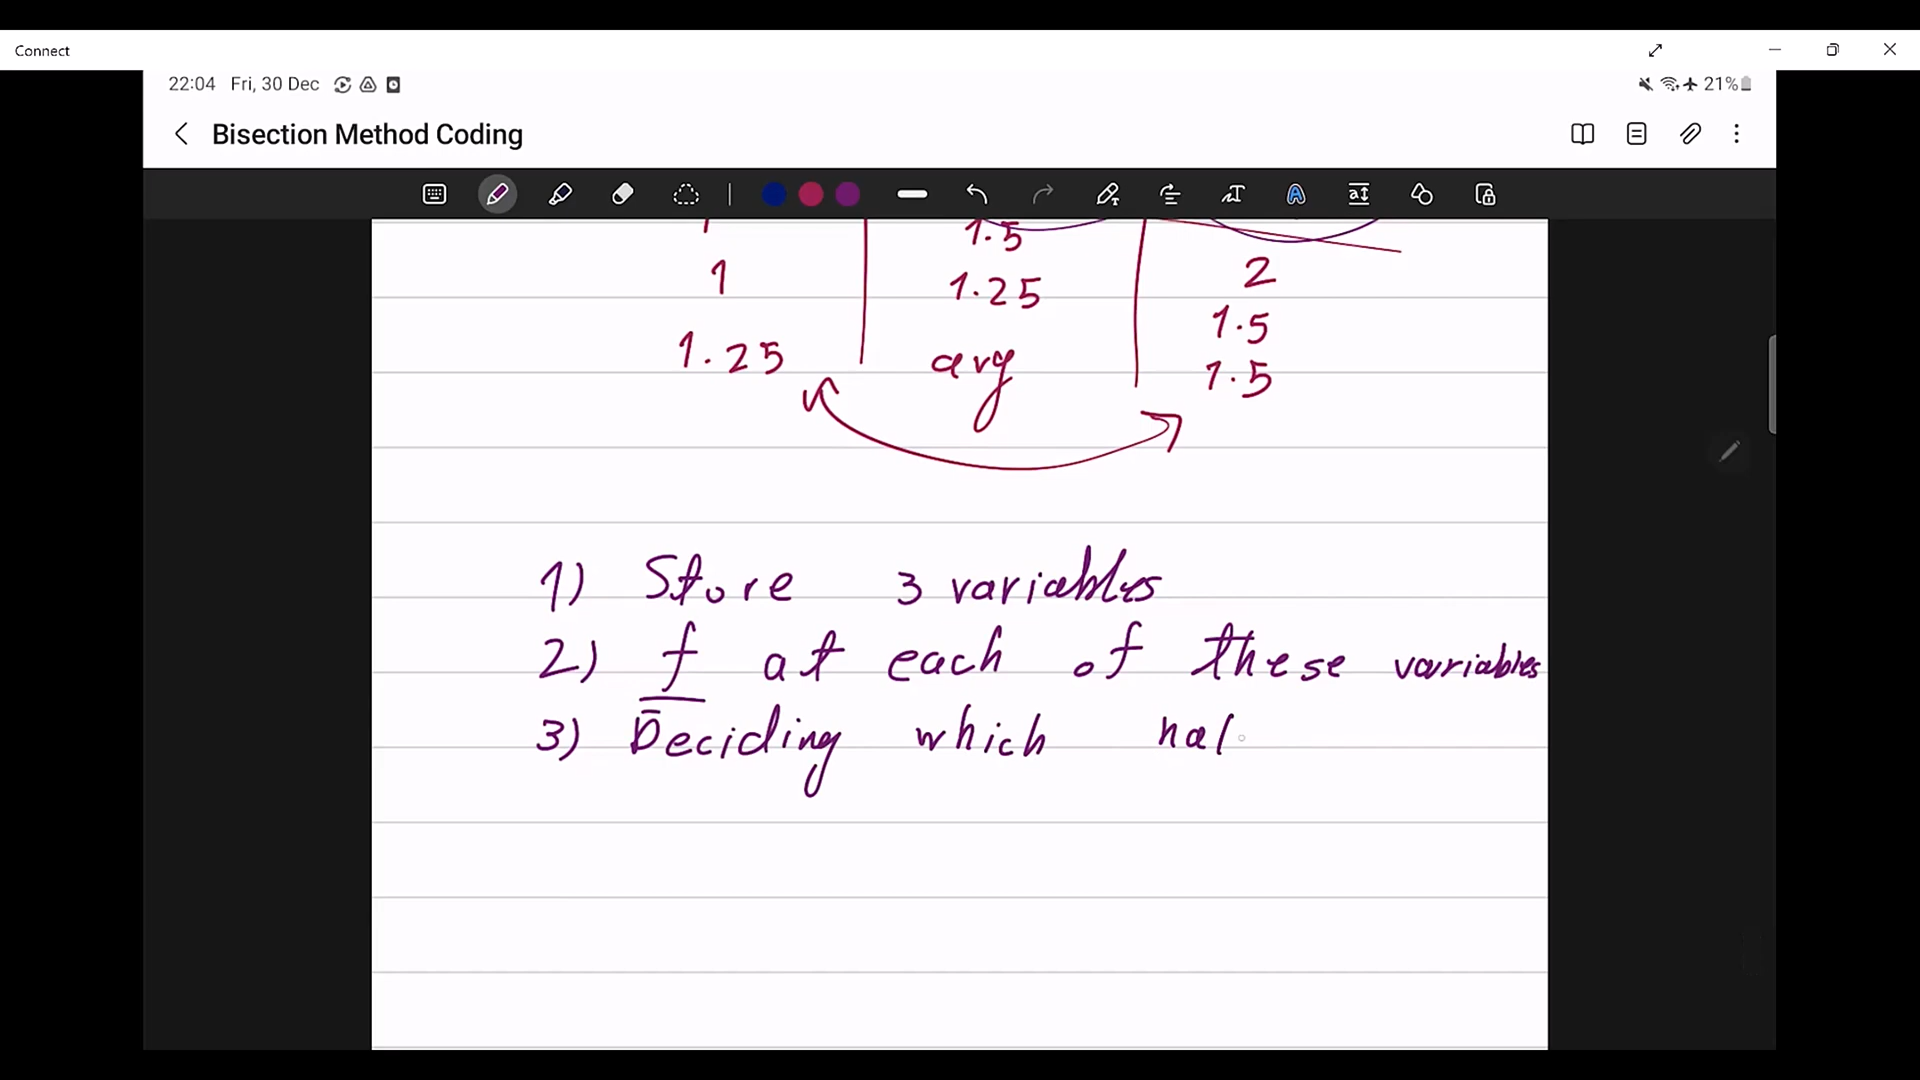 Connect
22:04 Fri, 30 Dec 21%
Bisection Method Coding
1.5
1 1.25 2
1.5
1.25 avg 1.5
1) Store 3 variables
2) f at each of these variables
3) Deciding which hal